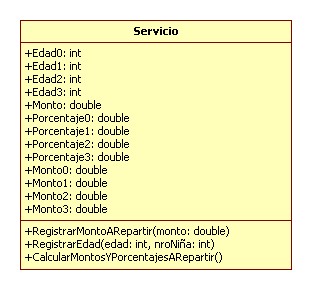 Servicio
+Edad0: int
+Edad1: int
+Edad2: int
+Edad3: int
+Monto: double
+Porcentaje0: double
+Porcentaje1: double
+Porcentaje2: double
+Porcentaje3: double
+Monto0: double
+Monto1: double
+Monto2: double
+Monto3: double
+RegistrarMontoARepartir(monto: double)
+RegistrarEdad(edad: int, nroNiña: int)
+CalcularMontosYPorcentajesARepartir()